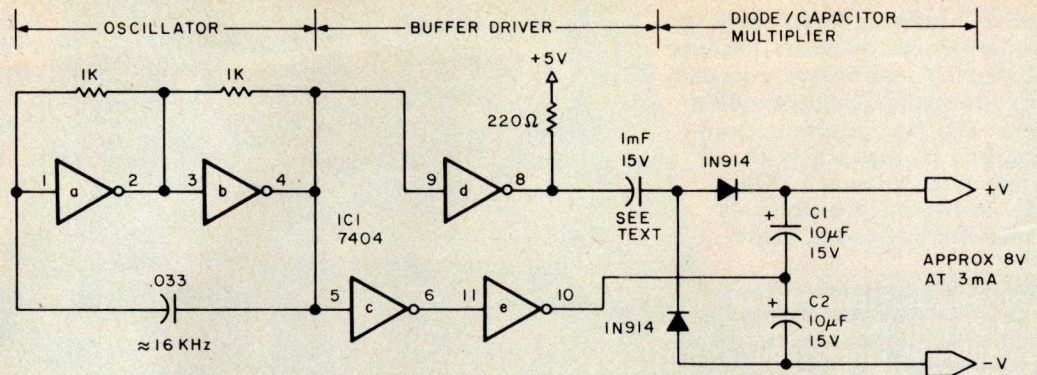 OSCILLATOR
BUFFER DRIVER
DIODE/CAPACITOR
MULTIPLIER
1K
1K
+5V
220Ω
1mF
15V
SEE
TEXT
1N914
+V
1
a
2
3
b
4
9
d
8
IC1
7404
+
C1
10μF
15V
APPROX 8V
AT 3mA
.033
≈16KHz
5
c
6
11
e
10
1N914
+
C2
10μF
15V
-V